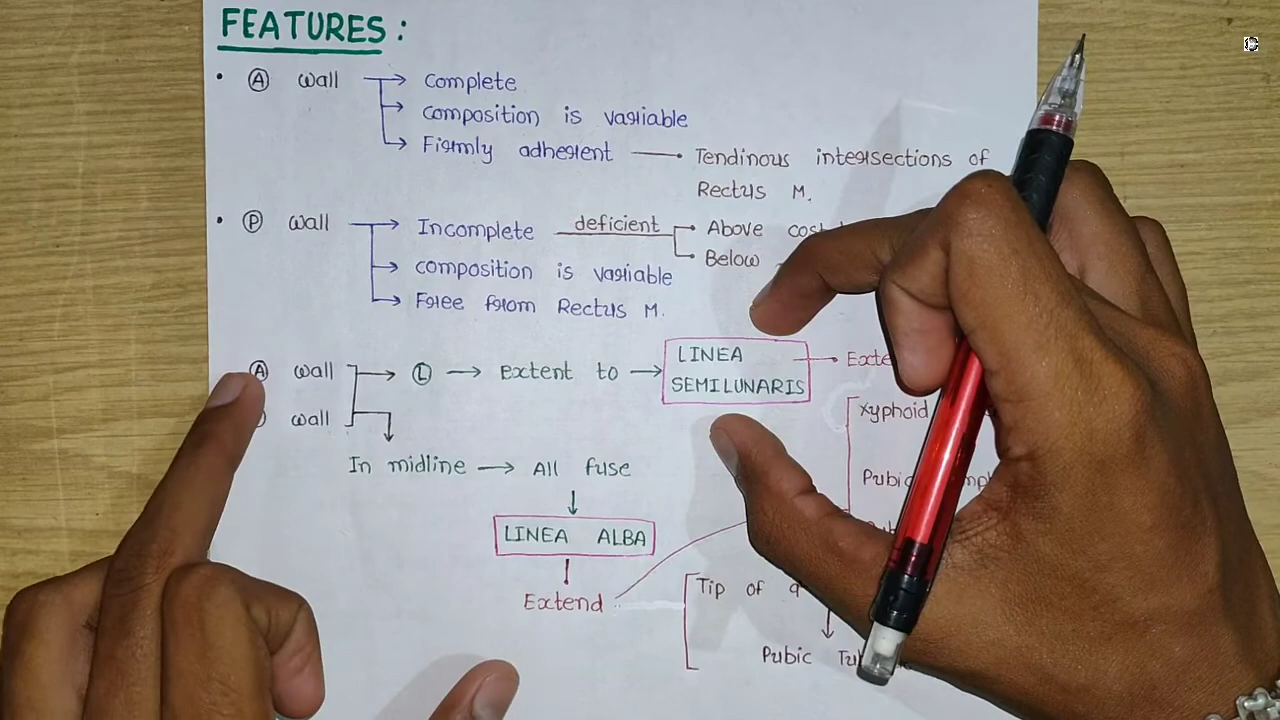 FEATURES :
• Ⓐ wall → Complete
→ Composition is variable
→ Firmly adherent — Tendinous intersections of
Rectus M.
• Ⓟ wall → Incomplete deficient → Above
→ Below
→ Composition is variable
→ Free from Rectus M.
Ⓐ wall → Ⓛ → Extent to → LINEA SEMILUNARIS →
wall
Xyphoid
In midline → All fuse
↓
LINEA ALBA
Extend
Tip of
↓
Pubic